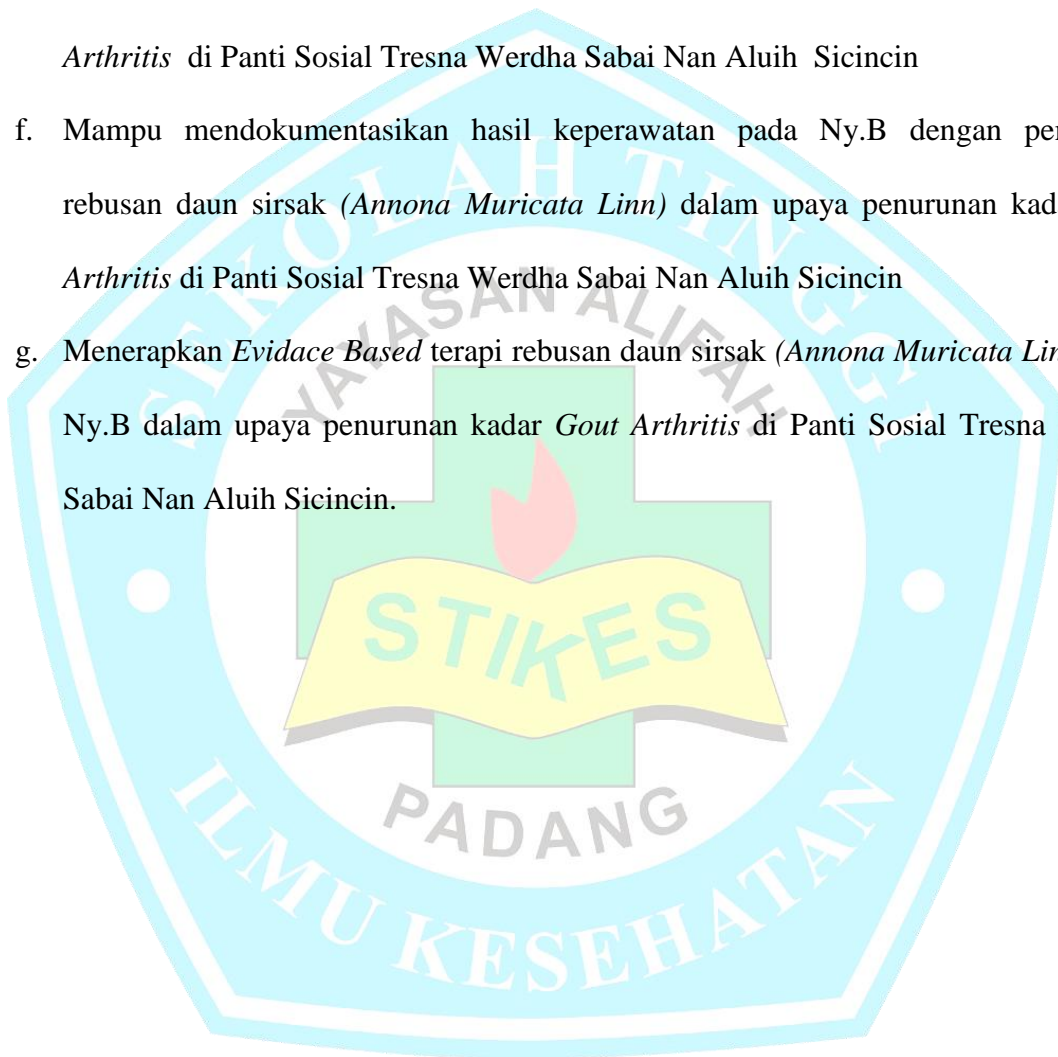 Arthritis di Panti Sosial Tresna Werdha Sabai Nan Aluih Sicincin
f. Mampu mendokumentasikan hasil keperawatan pada Ny.B dengan
rebusan daun sirsak (Annona Muricata Linn) dalam upaya penurunan
Arthritis di Panti Sosial Tresna Werdha Sabai Nan Aluih Sicincin
g. Menerapkan Evidace Based terapi rebusan daun sirsak (Annona Muricata
Ny.B dalam upaya penurunan kadar Gout Arthritis di Panti Sosial Tresna
Sabai Nan Aluih Sicincin.
SEKOLAH TINGGI
YAYASAN ALIFAH
STIKES
PADANG
ILMU KESEHATAN